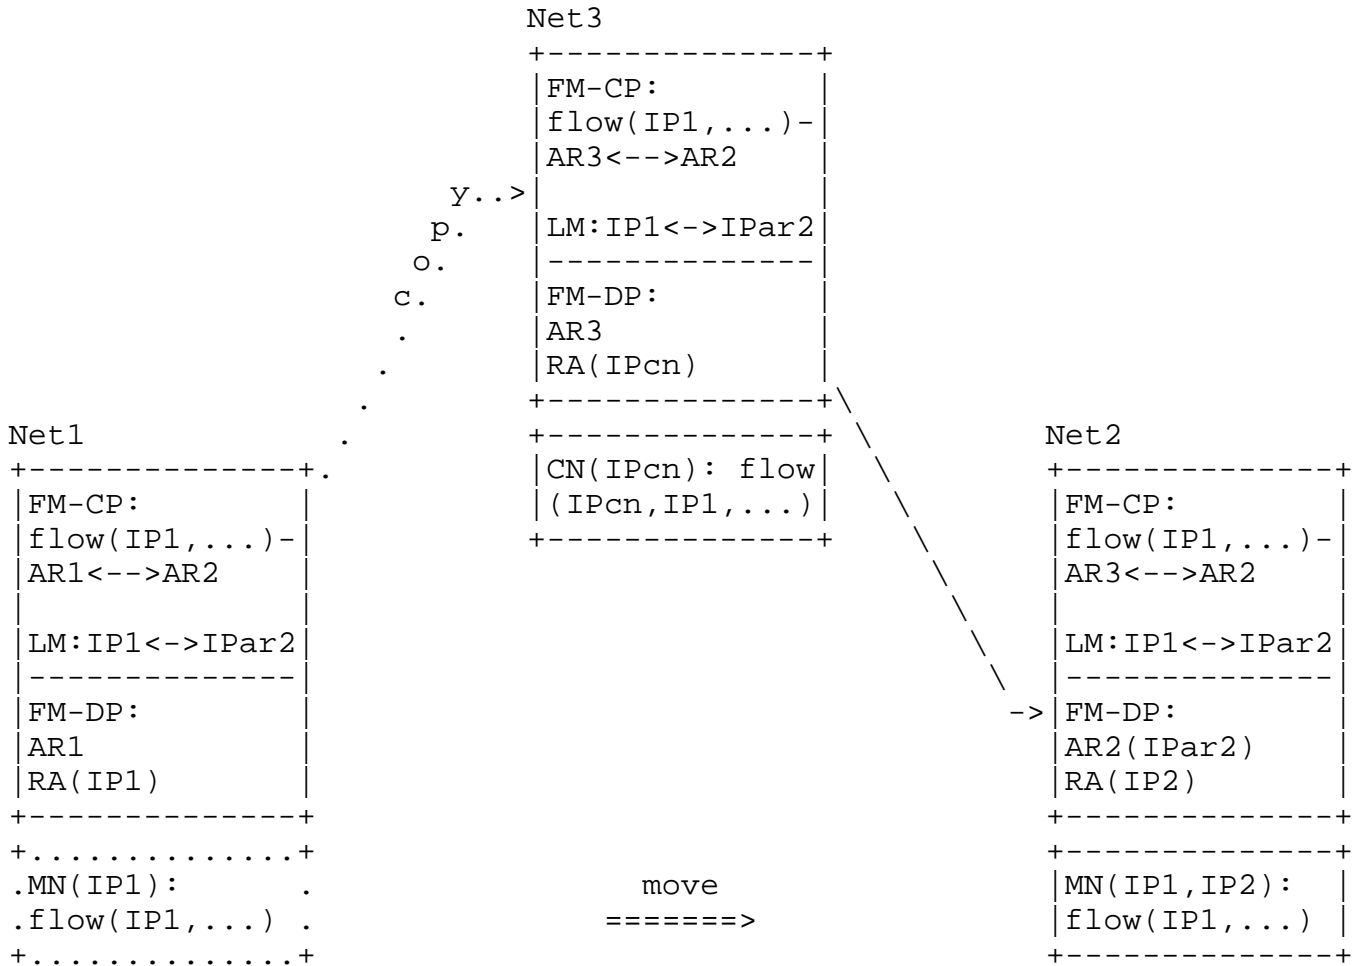 Net3
                           +---------------+
                           |FM-CP:         |
                           |flow(IP1,...)-|
                           |AR3<-->AR2     |
                       y..>|               |
                      p.   |LM:IP1<->IPar2|
                     o.    |---------------|
                    c.     |FM-DP:         |
                    .      |AR3            |
                   .       |RA(IPcn)       |
                  .        +---------------+\
Net1             .         +---------------+ \         Net2
+---------------+.         |CN(IPcn): flow|  \        +---------------+
|FM-CP:         |          |(IPcn,IP1,...)|   \       |FM-CP:         |
|flow(IP1,...)-|           +---------------+   \      |flow(IP1,...)-|
|AR1<-->AR2     |                               \     |AR3<-->AR2     |
|               |                                \    |               |
|LM:IP1<->IPar2|                                  \   |LM:IP1<->IPar2|
|---------------|                                  \  |---------------|
|FM-DP:         |                                   ->|FM-DP:         |
|AR1            |                                     |AR2(IPar2)     |
|RA(IP1)        |                                     |RA(IP2)        |
+---------------+                                     +---------------+
+...............+                                     +---------------+
.MN(IP1):       .                move                 |MN(IP1,IP2):   |
.flow(IP1,...) .               =======>               |flow(IP1,...) |
+...............+                                     +---------------+